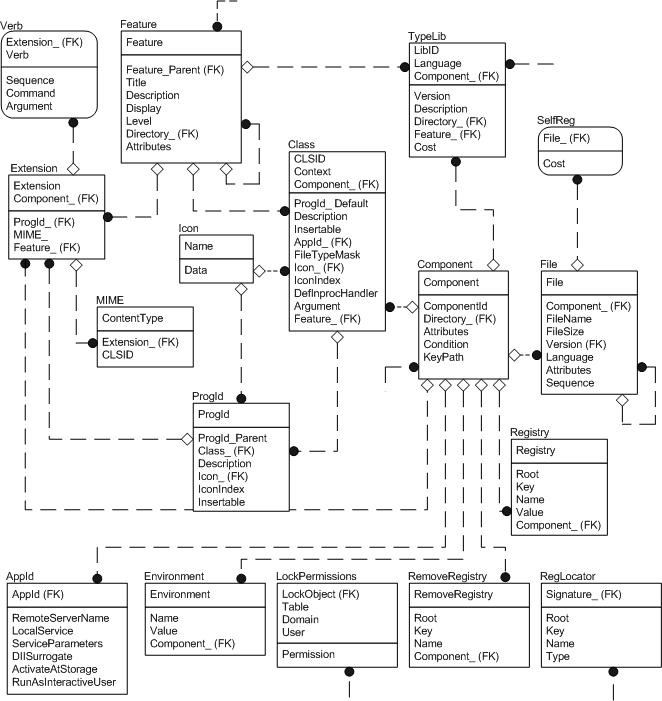 Verb
Extension_ (FK)
Verb
Sequence
Command
Argument
Feature
Feature
Feature_Parent (FK)
Title
Description
Display
Level
Directory_ (FK)
Attributes
TypeLib
LibID
Language
Component_ (FK)
Version
Description
Directory_ (FK)
Feature_ (FK)
Cost
SelfReg
File_ (FK)
Cost
Extension
Extension
Component_ (FK)
ProgId_ (FK)
MIME_
Feature_ (FK)
Class
CLSID
Context
Component_ (FK)
ProgId_Default
Description
Insertable
AppId_ (FK)
FileTypeMask
Icon_ (FK)
IconIndex
DefInprocHandler
Argument
Feature_ (FK)
Icon
Name
Data
MIME
ContentType
Extension_ (FK)
CLSID
Component
Component
ComponentId
Directory_ (FK)
Attributes
Condition
KeyPath
File
File
Component_ (FK)
FileName
FileSize
Version (FK)
Language
Attributes
Sequence
ProgId
ProgId
ProgId_Parent
Class_ (FK)
Description
Icon_ (FK)
IconIndex
Insertable
Registry
Registry
Root
Key
Name
Value
Component_ (FK)
AppId
AppId (FK)
RemoteServerName
LocalService
ServiceParameters
DllSurrogate
ActivateAtStorage
RunAsInteractiveUser
Environment
Environment
Name
Value
Component_ (FK)
LockPermissions
LockObject (FK)
Table
Domain
User
Permission
RemoveRegistry
RemoveRegistry
Root
Key
Name
Component_ (FK)
RegLocator
Signature_ (FK)
Root
Key
Name
Type